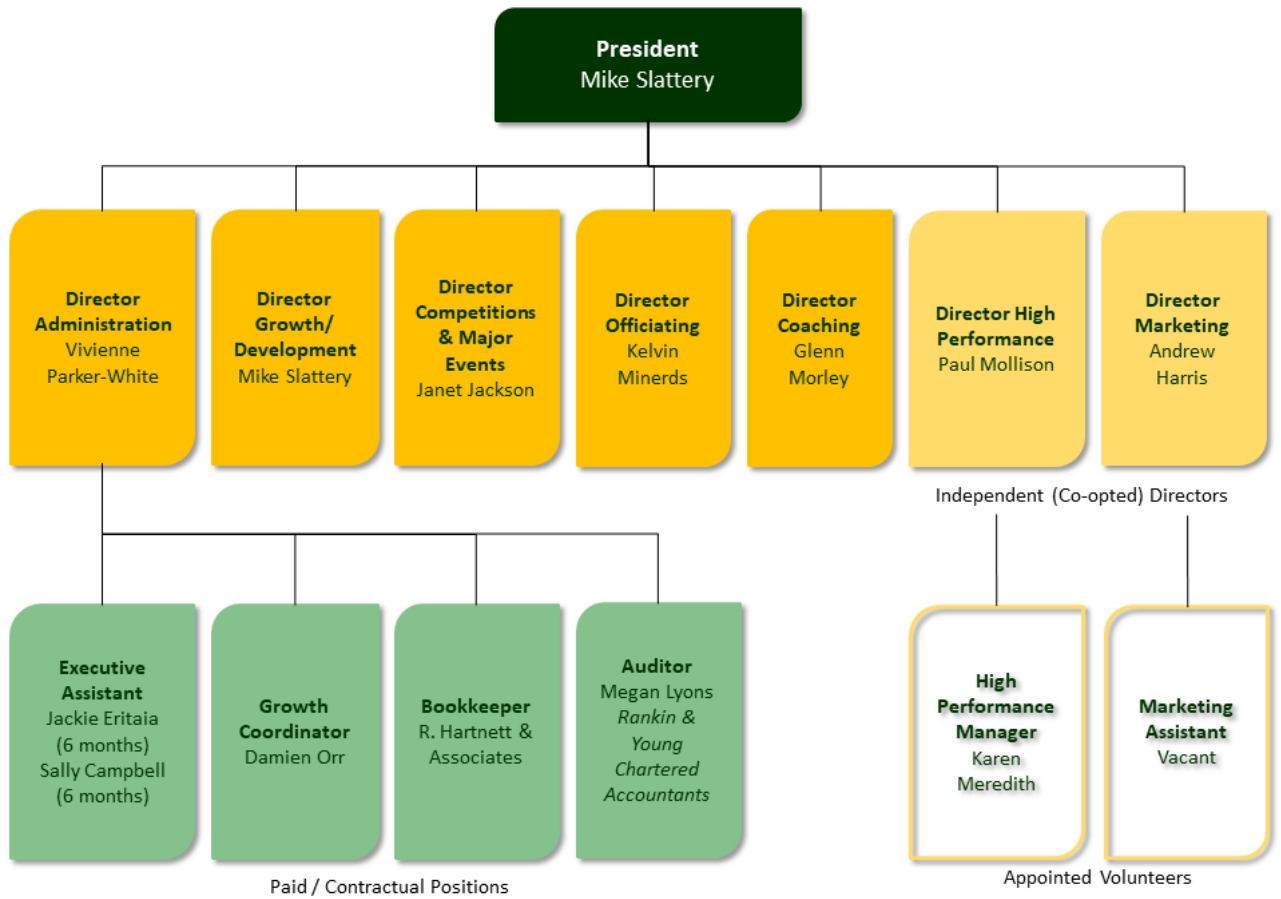 President
Mike Slattery
Director
Administration
Vivienne
Parker-White
Director
Growth/
Development
Mike Slattery
Director
Competitions
& Major
Events
Janet Jackson
Director
Officiating
Kelvin
Minerds
Director
Coaching
Glenn
Morley
Director High
Performance
Paul Mollison
Director
Marketing
Andrew
Harris
Independent (Co-opted) Directors
Executive
Assistant
Jackie Eritaia
(6 months)
Sally Campbell
(6 months)
Growth
Coordinator
Damien Orr
Bookkeeper
R. Hartnett &
Associates
Auditor
Megan Lyons
Rankin &
Young
Chartered
Accountants
High
Performance
Manager
Karen
Meredith
Marketing
Assistant
Vacant
Paid / Contractual Positions
Appointed Volunteers